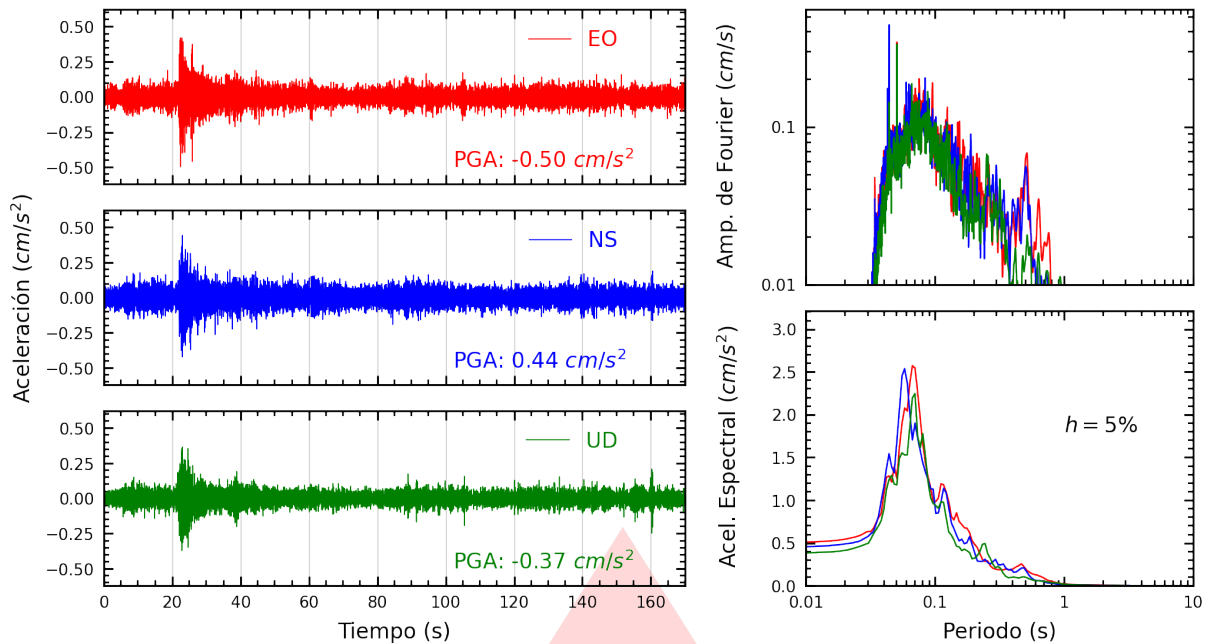 Aceleración (cm/s²)
0.50
0.25
0.00
−0.25
−0.50
EO
PGA: -0.50 cm/s²
0.50
0.25
0.00
−0.25
−0.50
NS
PGA: 0.44 cm/s²
0.50
0.25
0.00
−0.25
−0.50
UD
PGA: -0.37 cm/s²
0 20 40 60 80 100 120 140 160
Tiempo (s)
Amp. de Fourier (cm/s)
0.1
0.01
Acel. Espectral (cm/s²)
3.0
2.5
2.0
1.5
1.0
0.5
0.0
h = 5%
0.01 0.1 1 10
Periodo (s)